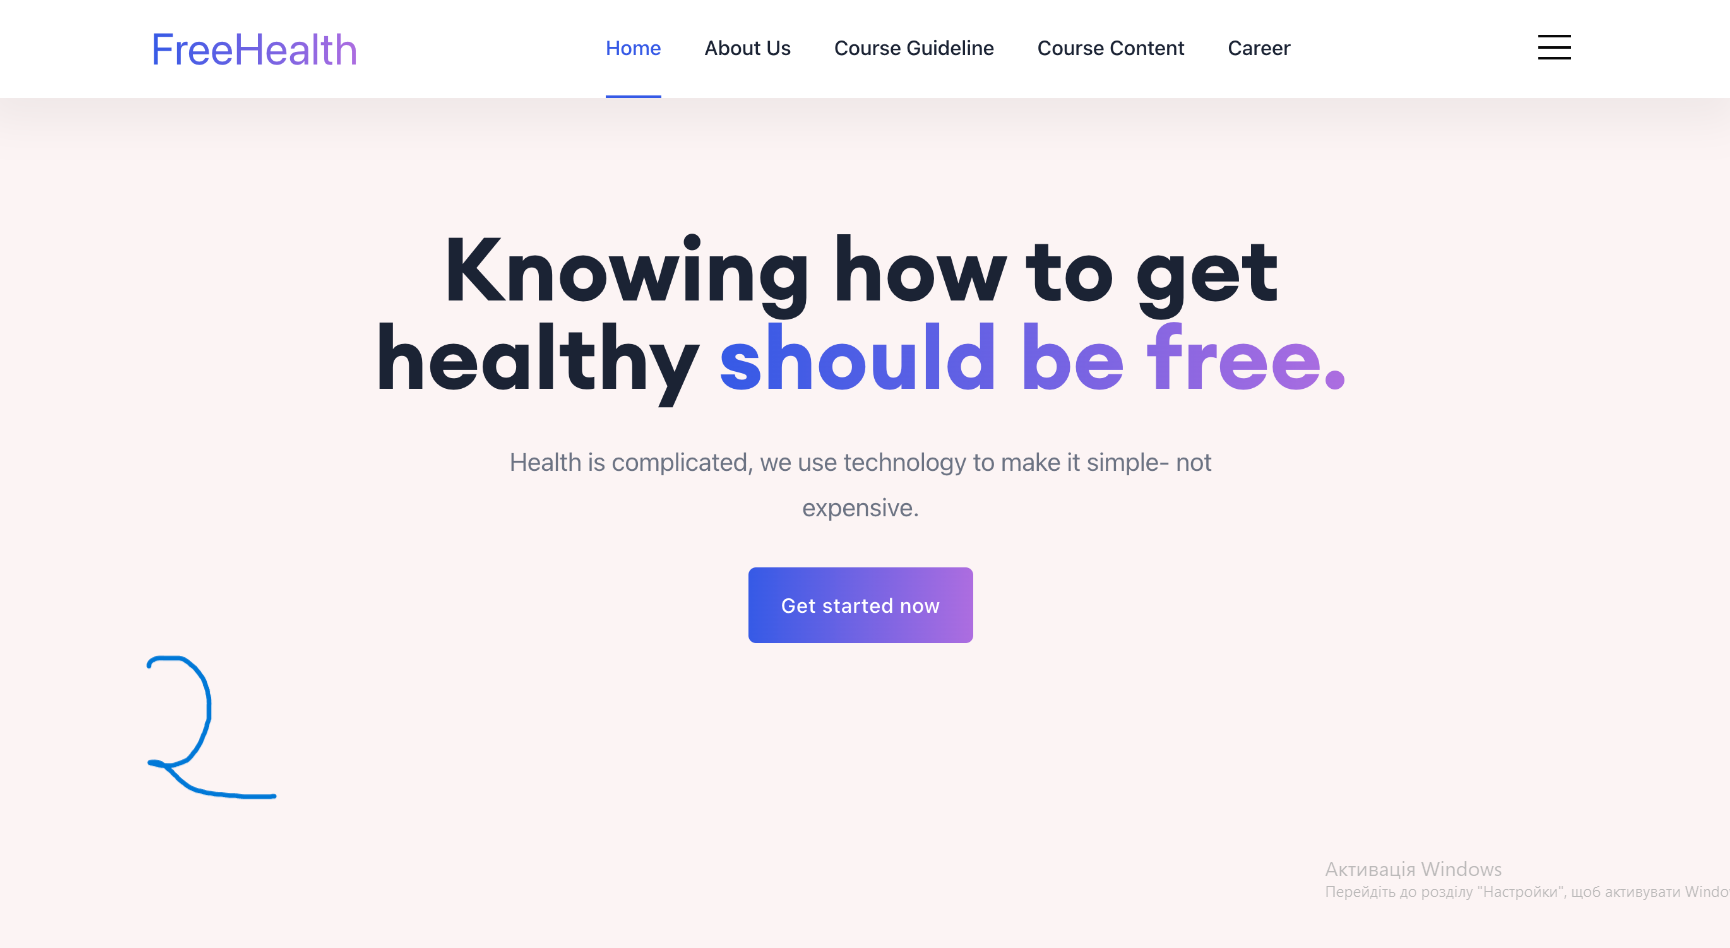 FreeHealth
Home About Us Course Guideline Course Content Career
Knowing how to get
healthy should be free.
Health is complicated, we use technology to make it simple- not
expensive.
Get started now
2
Активація Windows
Перейдіть до розділу "Настройки", щоб активувати